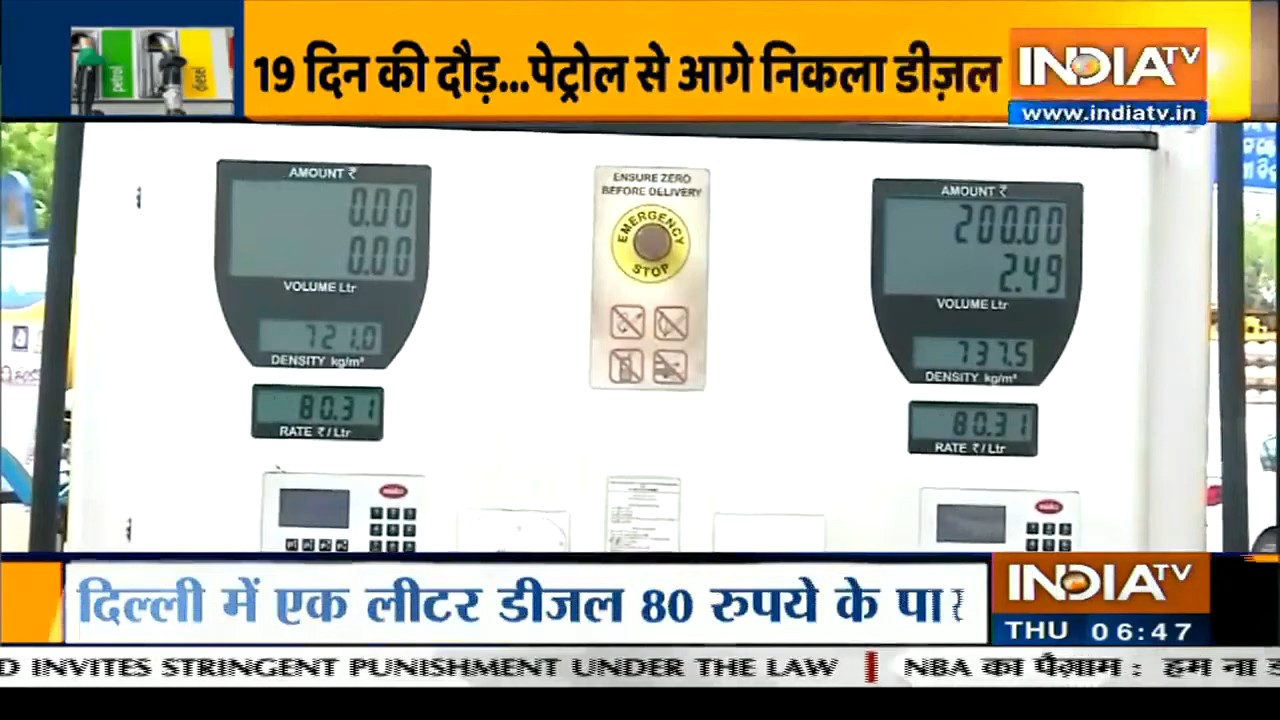 petrol
diesel
19 दिन की दौड़...पेट्रोल से आगे निकला डीज़ल
INDIA TV
www.indiatv.in
AMOUNT ₹
0.00
0.00
VOLUME Ltr
721.0
DENSITY kg/m³
80.31
RATE ₹/Ltr
ENSURE ZERO
BEFORE DELIVERY
EMERGENCY
STOP
AMOUNT ₹
200.00
2.49
VOLUME Ltr
737.5
DENSITY kg/m³
80.31
RATE ₹/Ltr
दिल्ली में एक लीटर डीजल 80 रुपये के पार
INDIA TV
THU 06:47
D INVITES STRINGENT PUNISHMENT UNDER THE LAW | NBA का पैग़ाम : हम ना